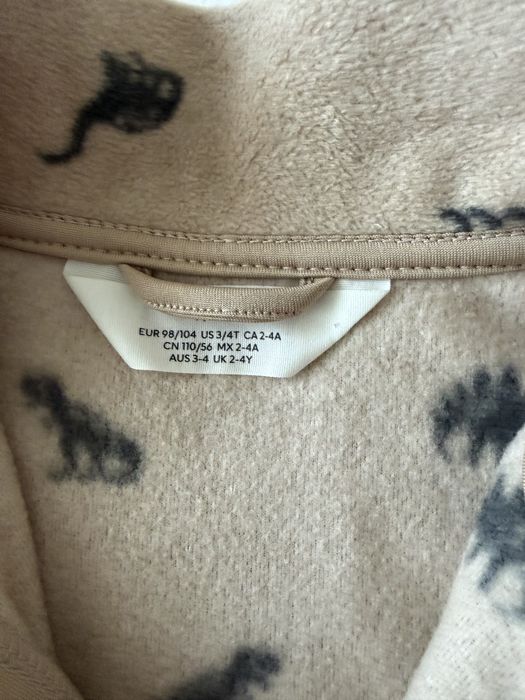 EUR 98/104 US 3/4T CA 2-4A
CN 110/56 MX 2-4A
AUS 3-4 UK 2-4Y